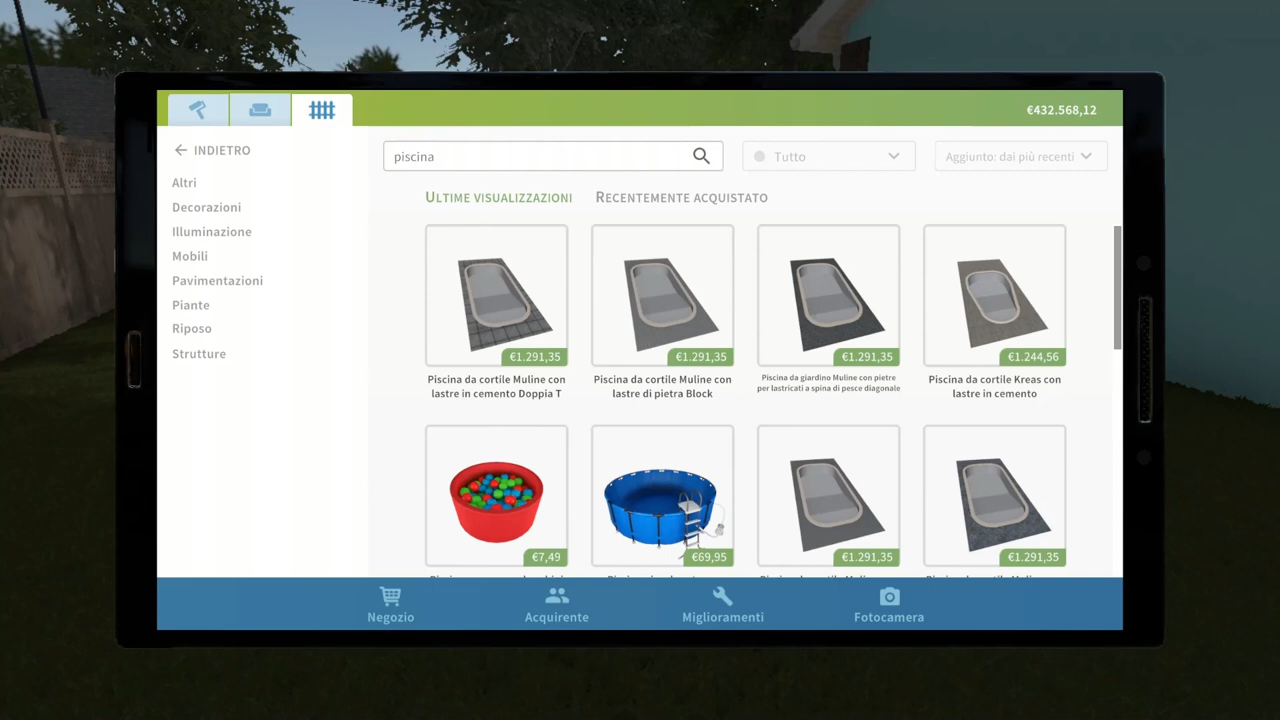 €432.568,12
INDIETRO
piscina
Tutto
Aggiunto: dai più recenti
Altri
Decorazioni
Illuminazione
Mobili
Pavimentazioni
Piante
Riposo
Strutture
ULTIME VISUALIZZAZIONI
RECENTEMENTE ACQUISTATO
€1.291,35
Piscina da cortile Muline con
lastre in cemento Doppia T
€1.291,35
Piscina da cortile Muline con
lastre di pietra Block
€1.291,35
Piscina da giardino Muline con pietre
per lastricati a spina di pesce diagonale
€1.244,56
Piscina da cortile Kreas con
lastre in cemento
€7,49
€69,95
€1.291,35
€1.291,35
Negozio
Acquirente
Miglioramenti
Fotocamera